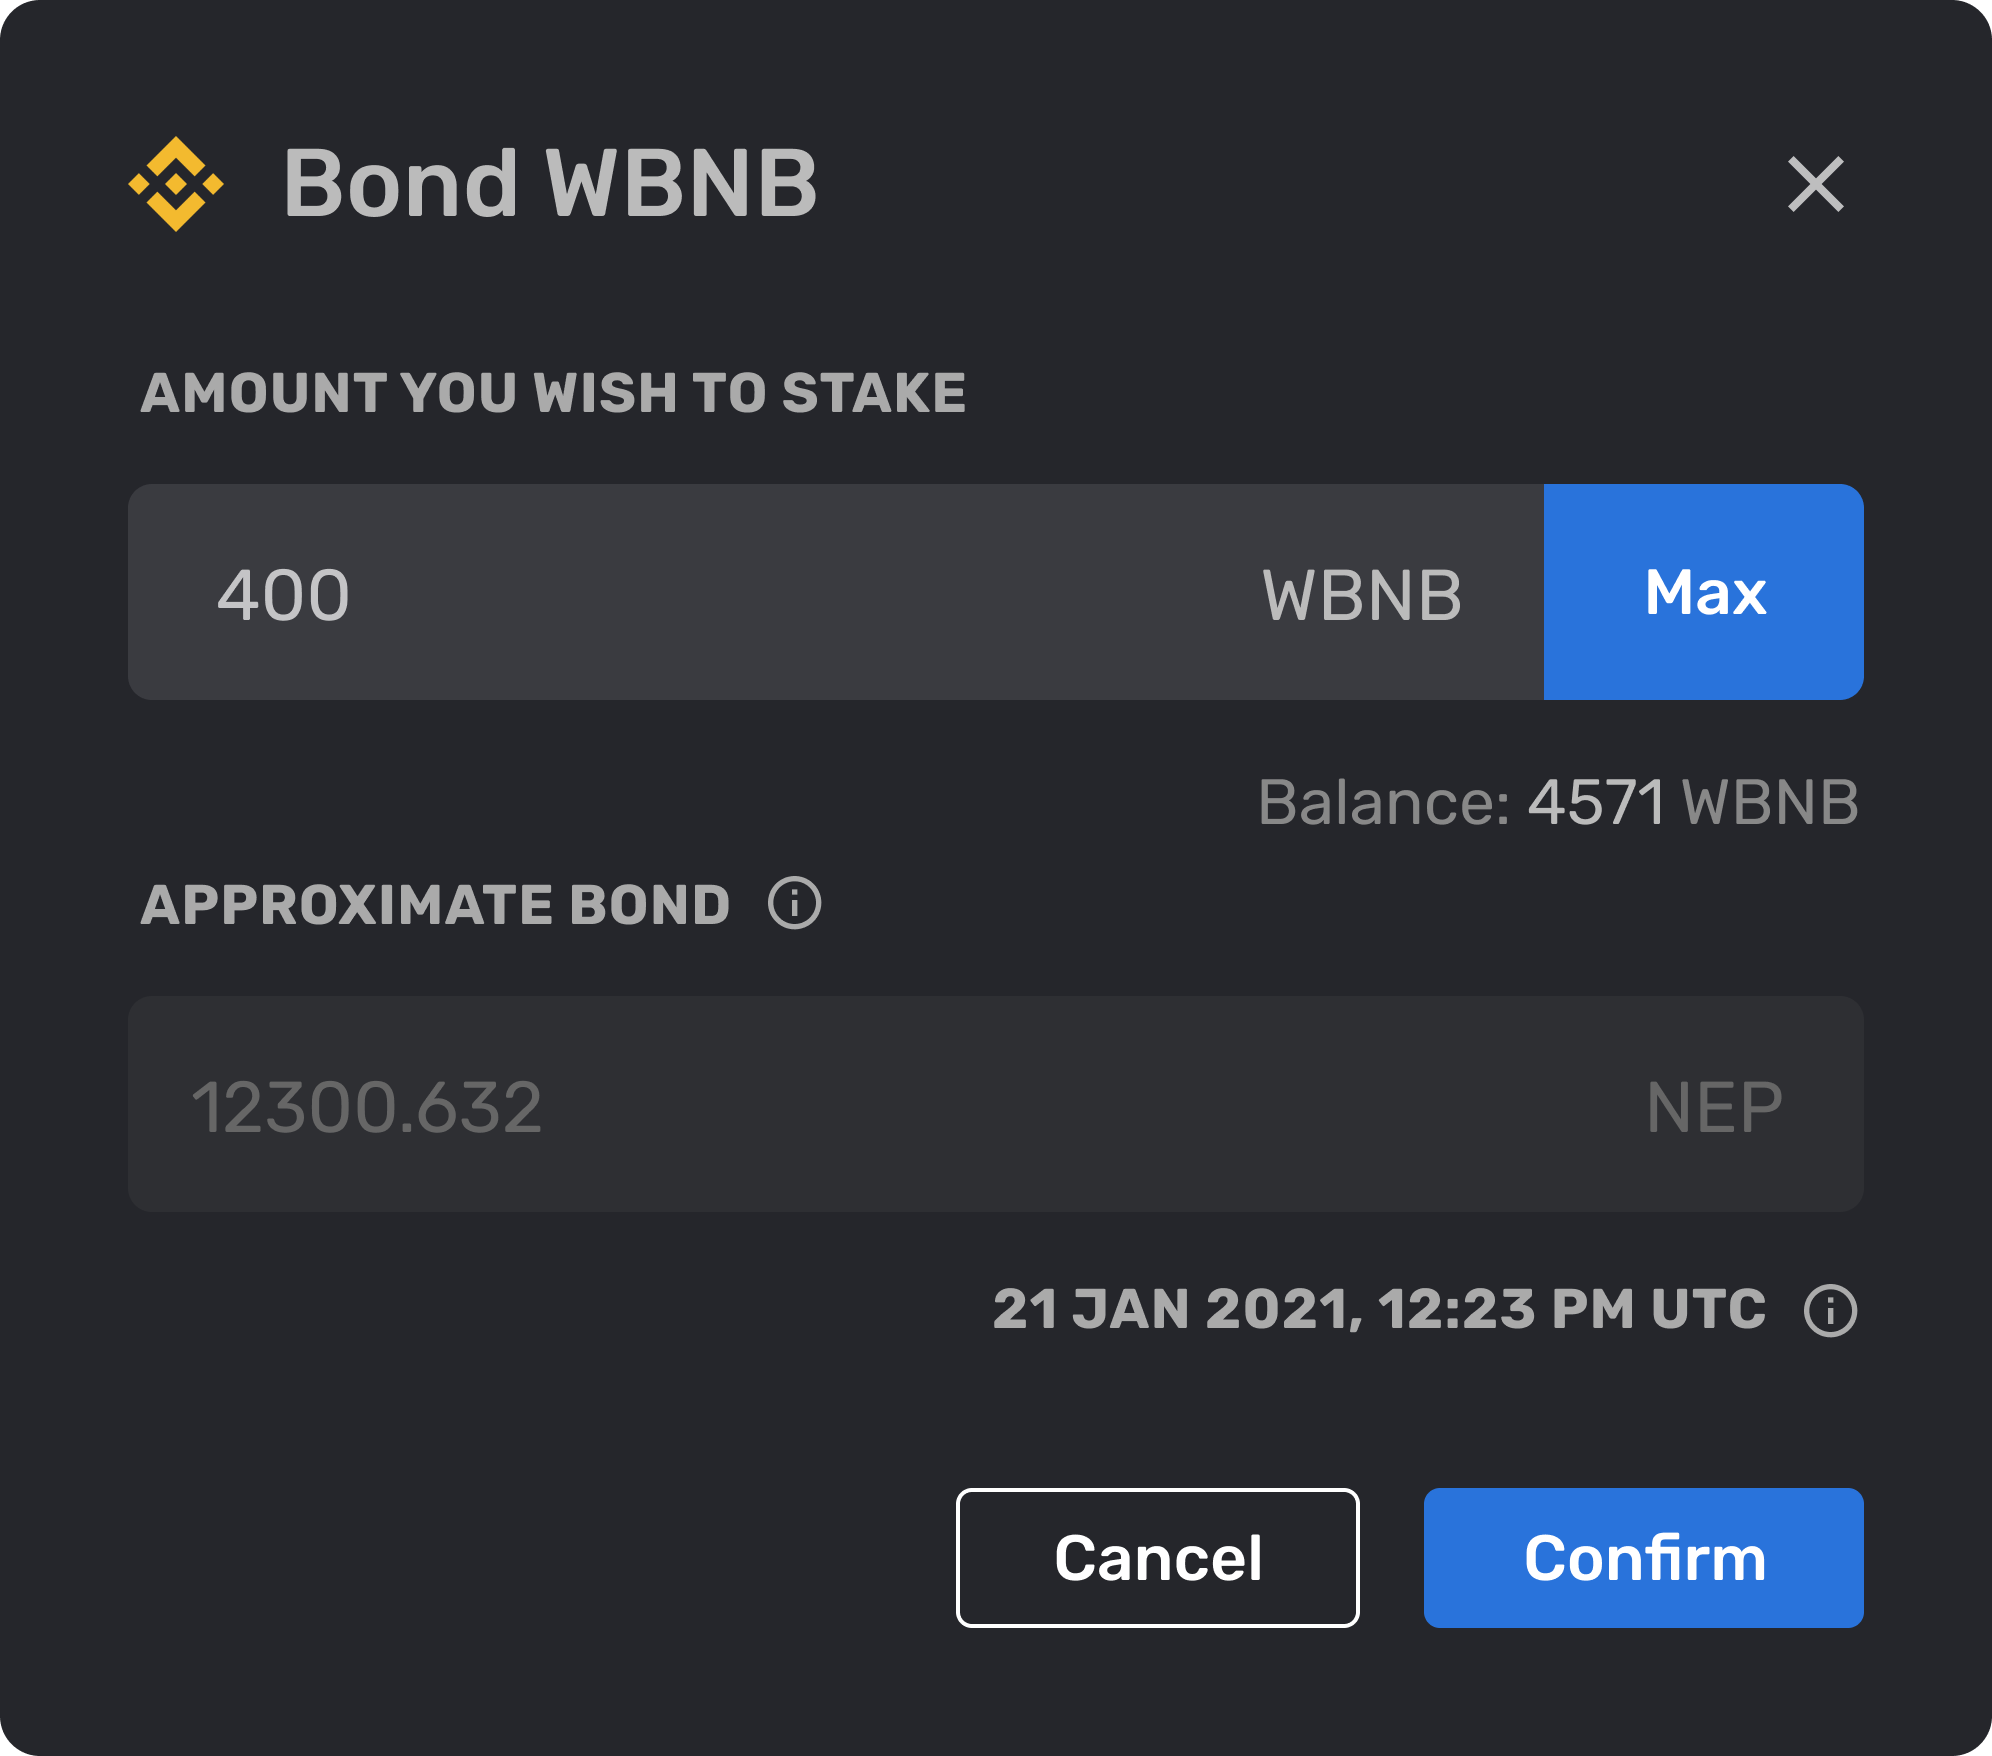 Bond WBNB
AMOUNT YOU WISH TO STAKE
400 WBNB Max
Balance: 4571 WBNB
APPROXIMATE BOND
12300.632 NEP
21 JAN 2021, 12:23 PM UTC
Cancel Confirm